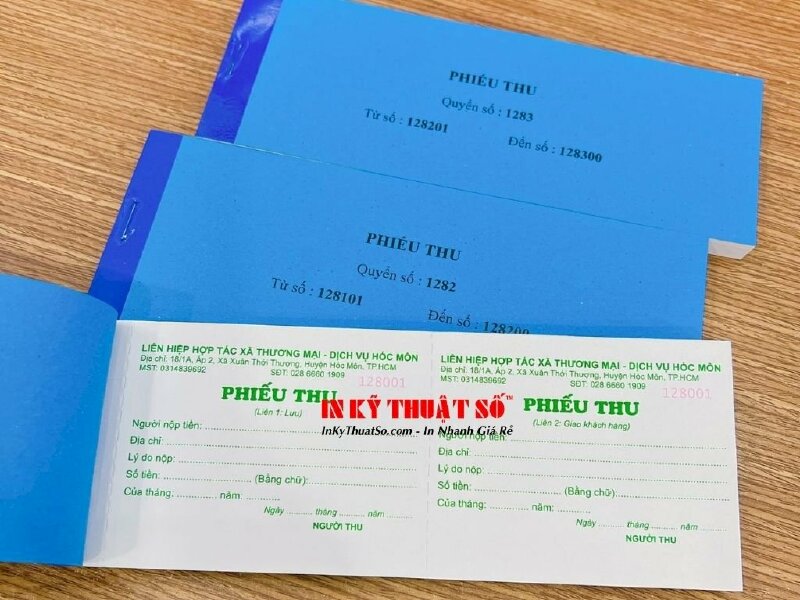 PHIẾU THU
Quyển số : 1283
Từ số : 128201
Đến số : 128300
PHIẾU THU
Quyển số : 1282
Từ số : 128101
Đến số : 128200
LIÊN HIỆP HỢP TÁC XÃ THƯƠNG MẠI - DỊCH VỤ HÓC MÔN
Địa chỉ: 18/1A, Ấp 2, Xã Xuân Thới Thượng, Huyện Hóc Môn, TP.HCM
MST: 0314839692 SĐT: 028 6660 1909
128001
PHIẾU THU
(Liên 1: Lưu)
Người nộp tiền:
Địa chỉ:
Lý do nộp:
Số tiền: (Bằng chữ):
Của tháng: năm:
Ngày tháng năm
NGƯỜI THU
LIÊN HIỆP HỢP TÁC XÃ THƯƠNG MẠI - DỊCH VỤ HÓC MÔN
Địa chỉ: 18/1A, Ấp 2, Xã Xuân Thới Thượng, Huyện Hóc Môn, TP.HCM
MST: 0314839692 SĐT: 028 6660 1909
128001
PHIẾU THU
(Liên 2: Giao khách hàng)
Người nộp tiền:
Địa chỉ:
Lý do nộp:
Số tiền: (Bằng chữ):
Của tháng: năm:
Ngày tháng năm
NGƯỜI THU
IN KỸ THUẬT SỐ™
InKyThuatSo.com - In Nhanh Giá Rẻ